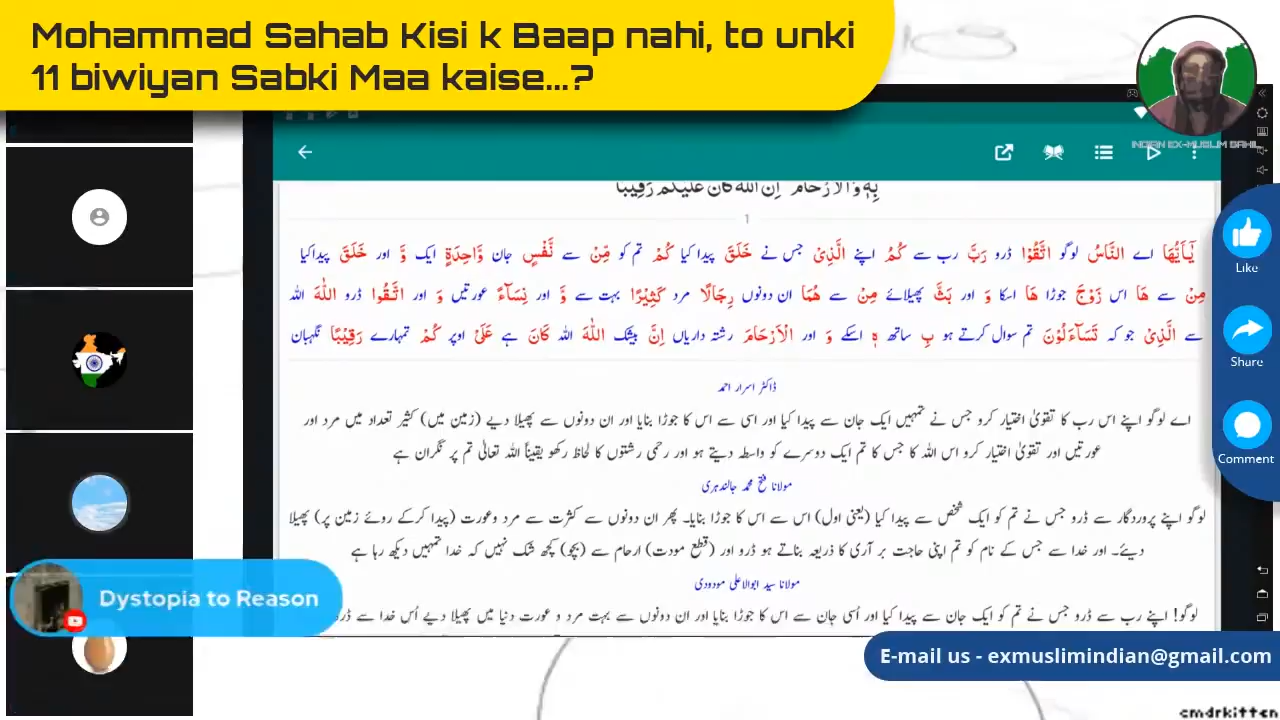 Mohammad Sahab Kisi k Baap nahi, to unki
11 biwiyan Sabki Maa kaise...?
INDIAN EX-MUSLIM SAHIL
بِهٖ وَالۡاَرۡحَامَ‌ ؕ اِنَّ اللّٰهَ كَانَ عَلَيۡكُمۡ رَقِيۡبًا
1
يٰۤاَيُّهَا اے النَّاسُ لوگو اتَّقُوۡا ڈرو رَبَّ رب سے كُمُ اپنے الَّذِىۡ جس نے خَلَقَ پیدا کیا كُمۡ تم کو مِّنۡ سے نَّفۡسٍ جان وَّاحِدَةٍ ایک وَّ اور خَلَقَ پیدا کیا
مِنۡ سے هَا اس زَوۡجَ جوڑا هَا اسکا وَ اور بَثَّ پھیلائے مِنۡ سے هُمَا ان دونوں رِجَالًا مرد كَثِيۡرًا بہت سے وَّ اور نِسَآءً‌ عورتیں وَ اور اتَّقُوا ڈرو اللّٰهَ اللہ
سے الَّذِىۡ جو کہ تَسَآءَلُوۡنَ تم سوال کرتے ہو بِ ساتھ هٖ اسکے وَ اور الۡاَرۡحَامَ‌ رشتہ داریاں اِنَّ بیشک اللّٰهَ اللہ كَانَ ہے عَلَىۡ اوپر كُمۡ تمہارے رَقِيۡبًا نگہبان
ڈاکٹر اسرار احمد
اے لوگو اپنے اس رب کا تقویٰ اختیار کرو جس نے تمہیں ایک جان سے پیدا کیا اور اسی سے اس کا جوڑا بنایا اور ان دونوں سے پھیلا دیے (زمین میں) کثیر تعداد میں مرد اور
عورتیں اور تقویٰ اختیار کرو اس اللہ کا جس کا تم ایک دوسرے کو واسطہ دیتے ہو اور رحمی رشتوں کا لحاظ رکھو یقیناً اللہ تعالیٰ تم پر نگران ہے
مولانا فتح محمد جالندہری
لوگو اپنے پروردگار سے ڈرو جس نے تم کو ایک شخص سے پیدا کیا (یعنی اول) اس سے اس کا جوڑا بنایا۔ پھر ان دونوں سے کثرت سے مرد وعورت (پیدا کرکے روئے زمین پر) پھیلا
دیئے۔ اور خدا سے جس کے نام کو تم اپنی حاجت بر آری کا ذریعہ بناتے ہو ڈرو اور (قطع مودت) ارحام سے (بچو) کچھ شک نہیں کہ خدا تمہیں دیکھ رہا ہے
مولانا سید ابوالاعلی مودودی
لوگو! اپنے رب سے ڈرو جس نے تم کو ایک جان سے پیدا کیا اور اُسی جان سے اس کا جوڑا بنایا اور ان دونوں سے بہت مرد و عورت دنیا میں پھیلا دیے اُس خدا سے
Like
Share
Comment
Dystopia to Reason
E-mail us - exmuslimindian@gmail.com
cmdrkitten